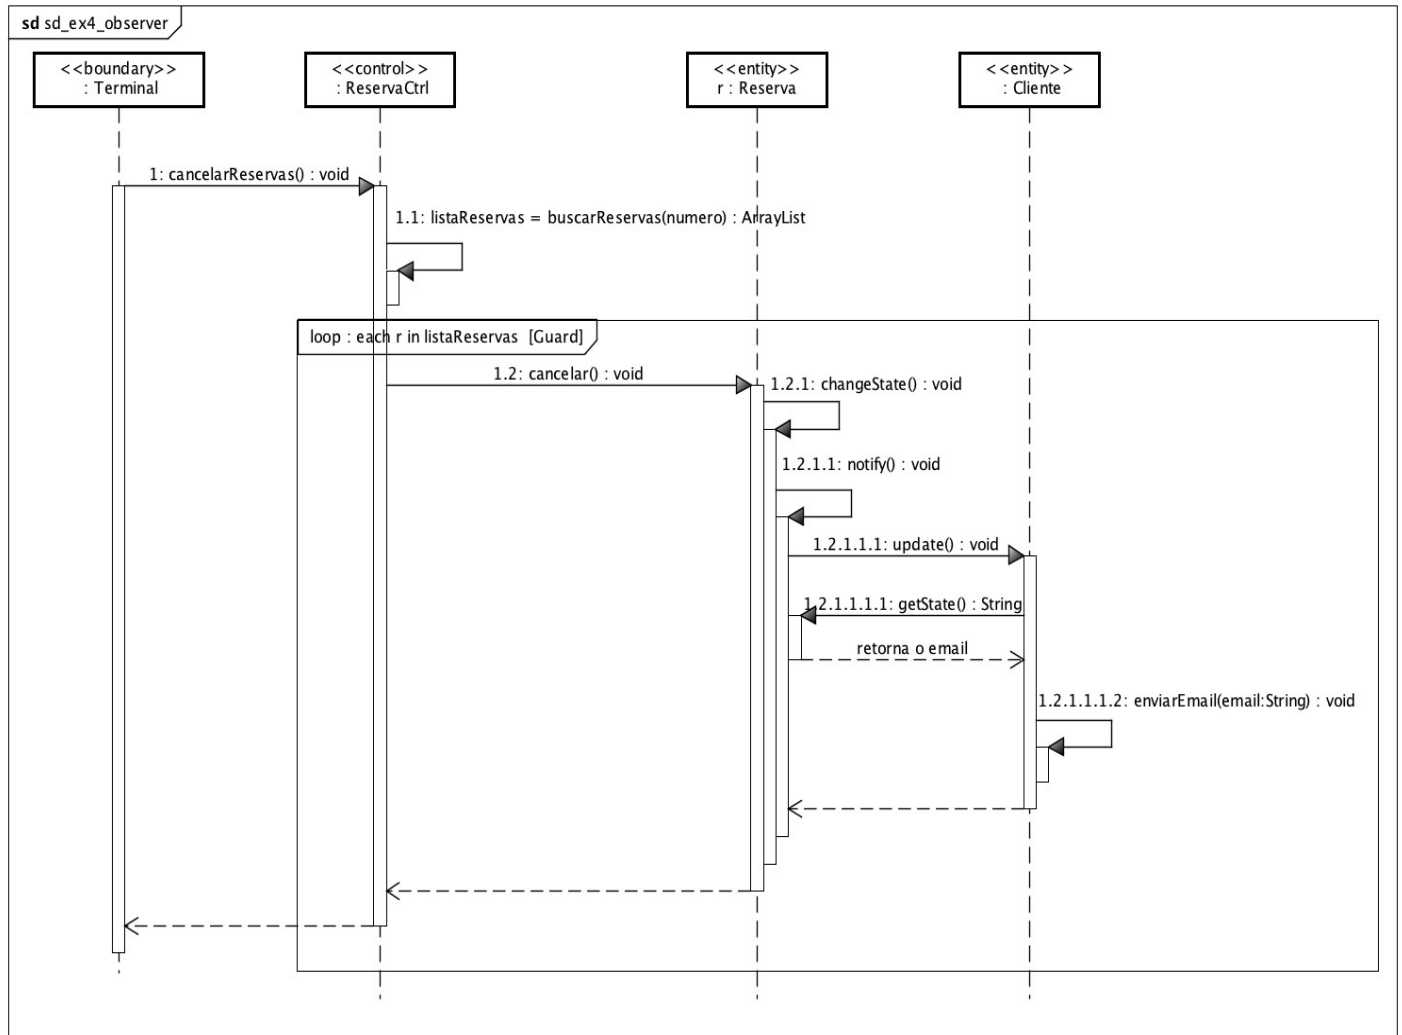 sd sd_ex4_observer
<<boundary>>
: Terminal
<<control>>
: ReservaCtrl
<<entity>>
r : Reserva
<<entity>>
: Cliente
1: cancelarReservas() : void
1.1: listaReservas = buscarReservas(numero) : ArrayList
loop : each r in listaReservas [Guard]
1.2: cancelar() : void
1.2.1: changeState() : void
1.2.1.1: notify() : void
1.2.1.1.1: update() : void
1.2.1.1.1.1: getState() : String
retorna o email
1.2.1.1.1.2: enviarEmail(email:String) : void